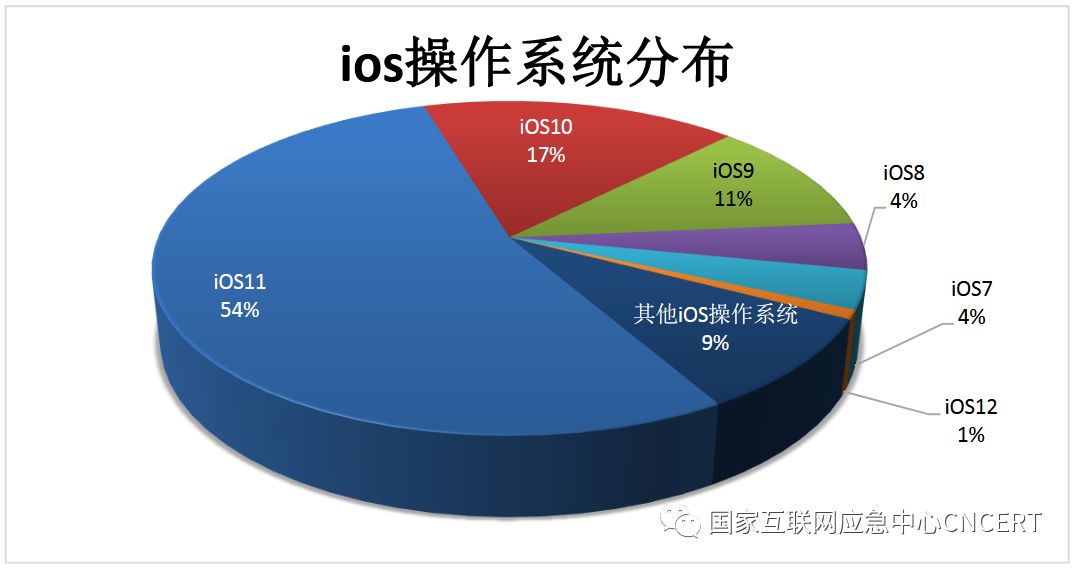 ios操作系统分布
iOS10
17%
iOS9
11%
iOS8
4%
iOS11
54%
iOS7
4%
其他iOS操作系统
9%
iOS12
1%
国家互联网应急中心CNCERT